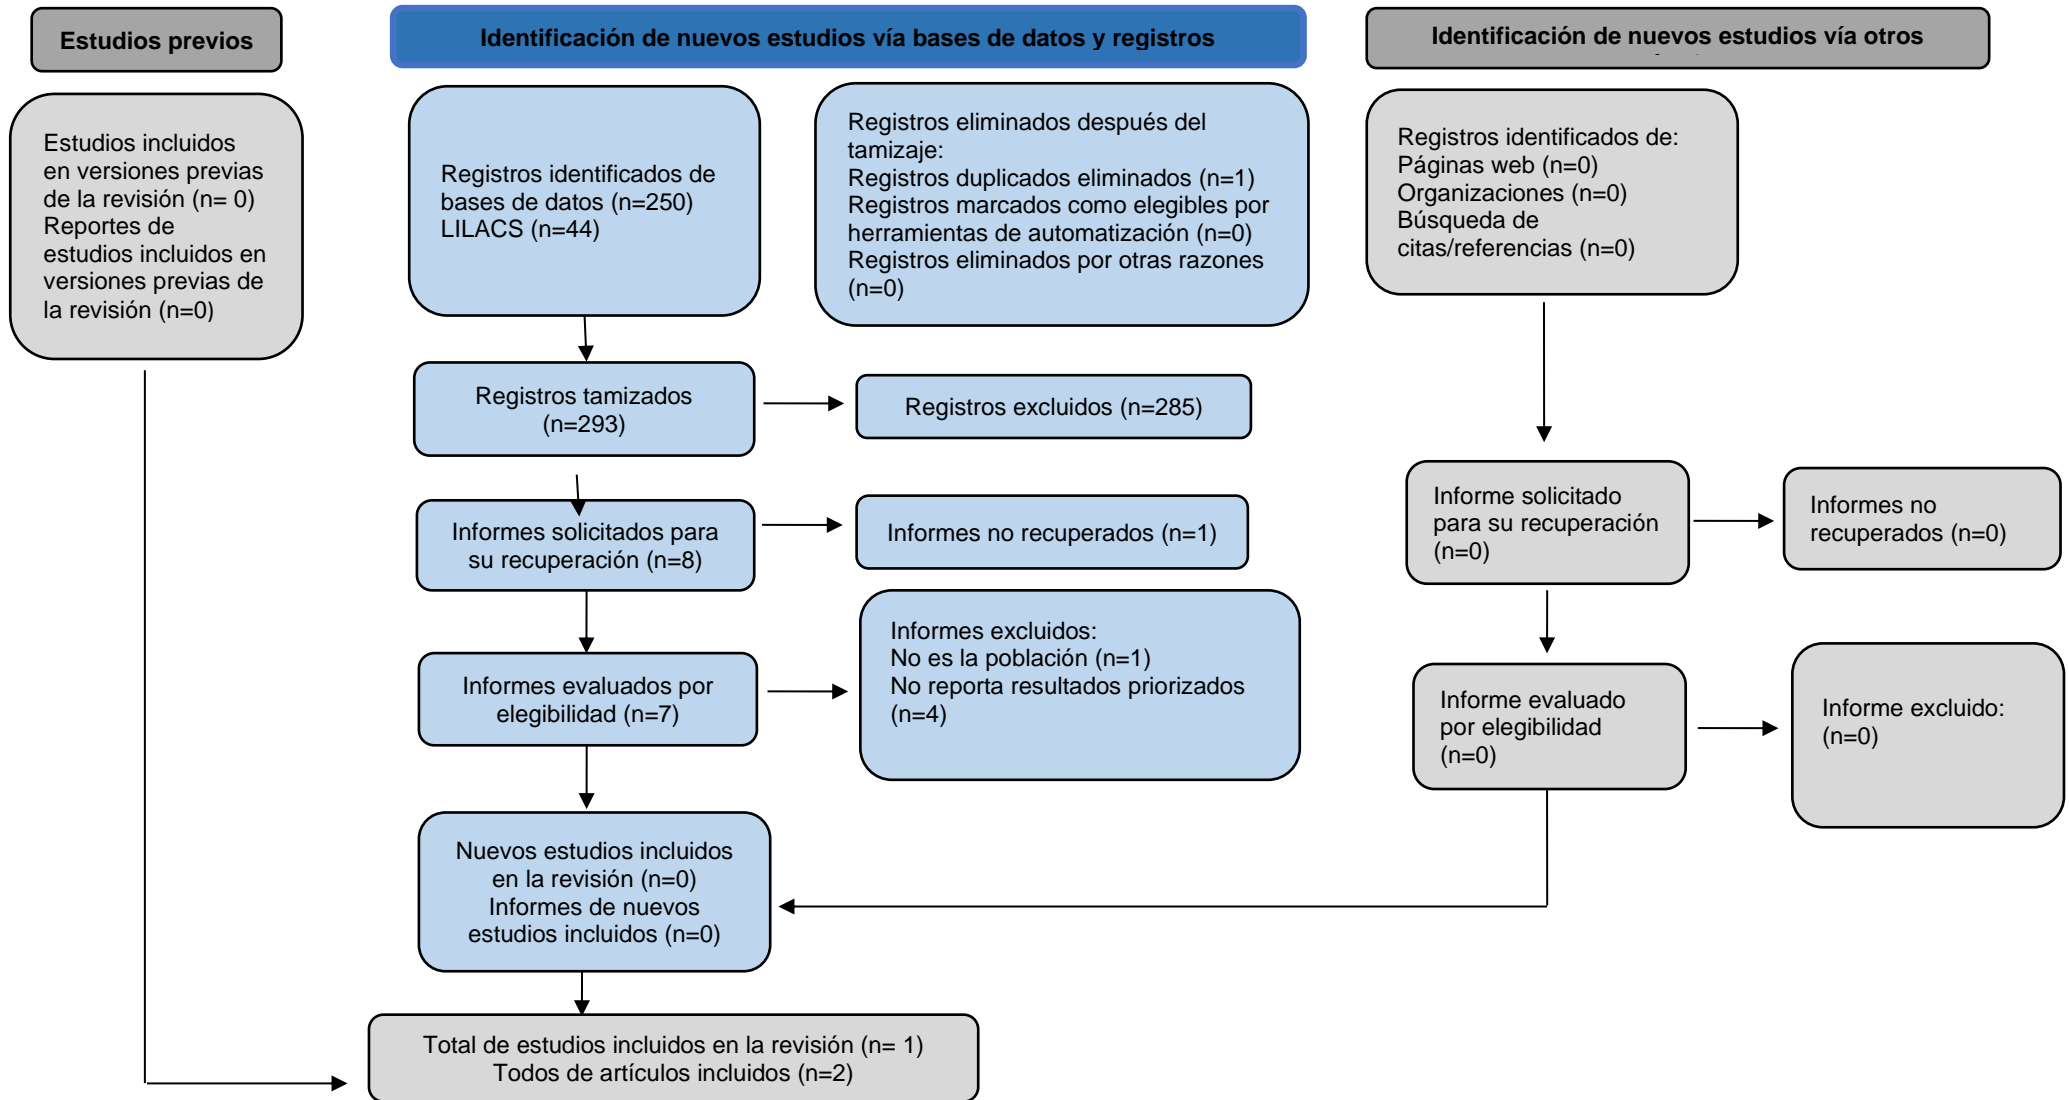 Estudios previos
Identificación de nuevos estudios vía bases de datos y registros
Identificación de nuevos estudios vía otros
Estudios incluidos
en versiones previas
de la revisión (n= 0)
Reportes de
estudios incluidos en
versiones previas de
la revisión (n=0)
Registros identificados de
bases de datos (n=250)
LILACS (n=44)
Registros eliminados después del
tamizaje:
Registros duplicados eliminados (n=1)
Registros marcados como elegibles por
herramientas de automatización (n=0)
Registros eliminados por otras razones
(n=0)
Registros identificados de:
Páginas web (n=0)
Organizaciones (n=0)
Búsqueda de
citas/referencias (n=0)
Registros tamizados
(n=293)
Registros excluidos (n=285)
Informes solicitados para
su recuperación (n=8)
Informes no recuperados (n=1)
Informe solicitado
para su recuperación
(n=0)
Informes no
recuperados (n=0)
Informes evaluados por
elegibilidad (n=7)
Informes excluidos:
No es la población (n=1)
No reporta resultados priorizados
(n=4)
Informe evaluado
por elegibilidad
(n=0)
Informe excluido:
(n=0)
Nuevos estudios incluidos
en la revisión (n=0)
Informes de nuevos
estudios incluidos (n=0)
Total de estudios incluidos en la revisión (n= 1)
Todos de artículos incluidos (n=2)